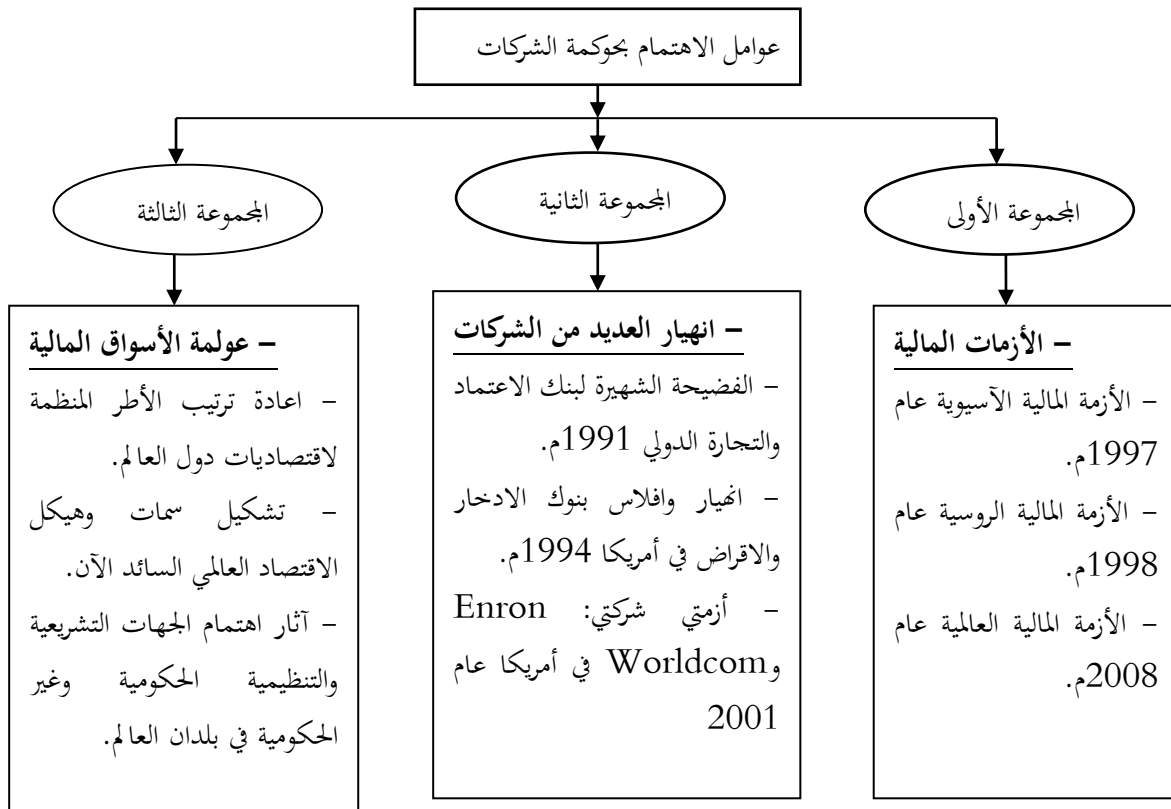 عوامل الاهتمام بحوكمة الشركات
المجموعة الأولى
المجموعة الثانية
المجموعة الثالثة
– الأزمات المالية
– الأزمة المالية الآسيوية عام
1997م.
– الأزمة المالية الروسية عام
1998م.
– الأزمة المالية العالمية عام
2008م.
– انهيار العديد من الشركات
– الفضيحة الشهيرة لبنك الاعتماد
والتجارة الدولي 1991م.
– انهيار وافلاس بنوك الادخار
والاقراض في أمريكا 1994م.
– أزمتي شركتي: Enron
وWorldcom في أمريكا عام
2001
– عولمة الأسواق المالية
– اعادة ترتيب الأطر المنظمة
لاقتصاديات دول العالم.
– تشكيل سمات وهيكل
الاقتصاد العالمي السائد الآن.
– آثار اهتمام الجهات التشريعية
والتنظيمية الحكومية وغير
الحكومية في بلدان العالم.